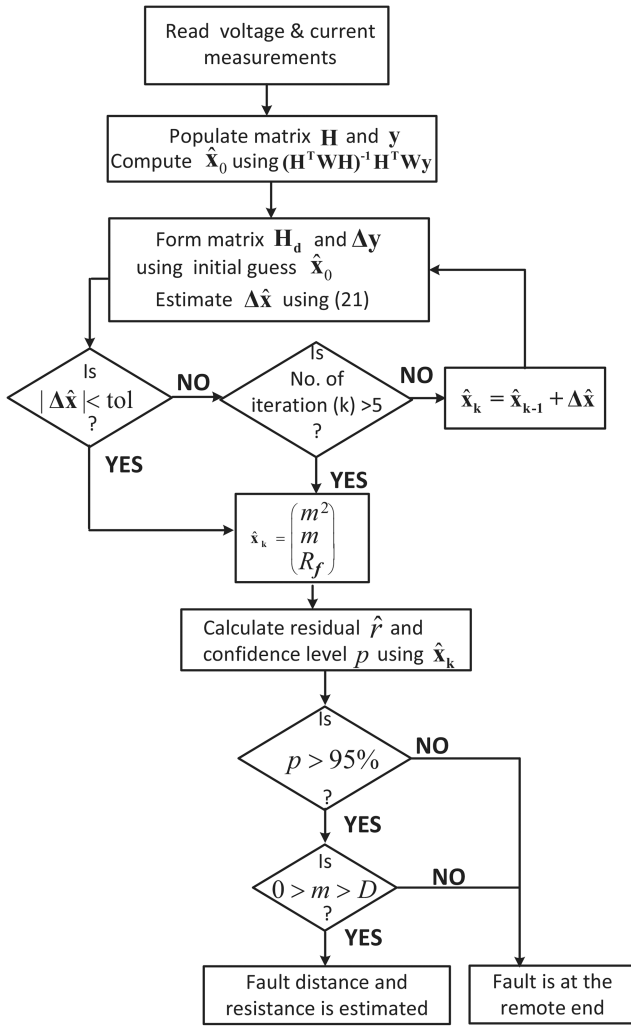 Read voltage & current
measurements
Populate matrix H and y
Compute x̂₀ using (HᵀWH)⁻¹HᵀWy
Form matrix H_d and Δy
using initial guess x̂₀
Estimate Δx̂ using (21)
Is
|Δx̂|< tol
?
NO
YES
Is
No. of
iteration (k) >5
?
NO
YES
x̂ₖ = x̂ₖ₋₁ + Δx̂
x̂ₖ = (m²
m
R_f)
Calculate residual r̂ and
confidence level p using x̂ₖ
Is
p > 95%
?
NO
YES
Is
0 > m > D
?
NO
YES
Fault distance and
resistance is estimated
Fault is at the
remote end